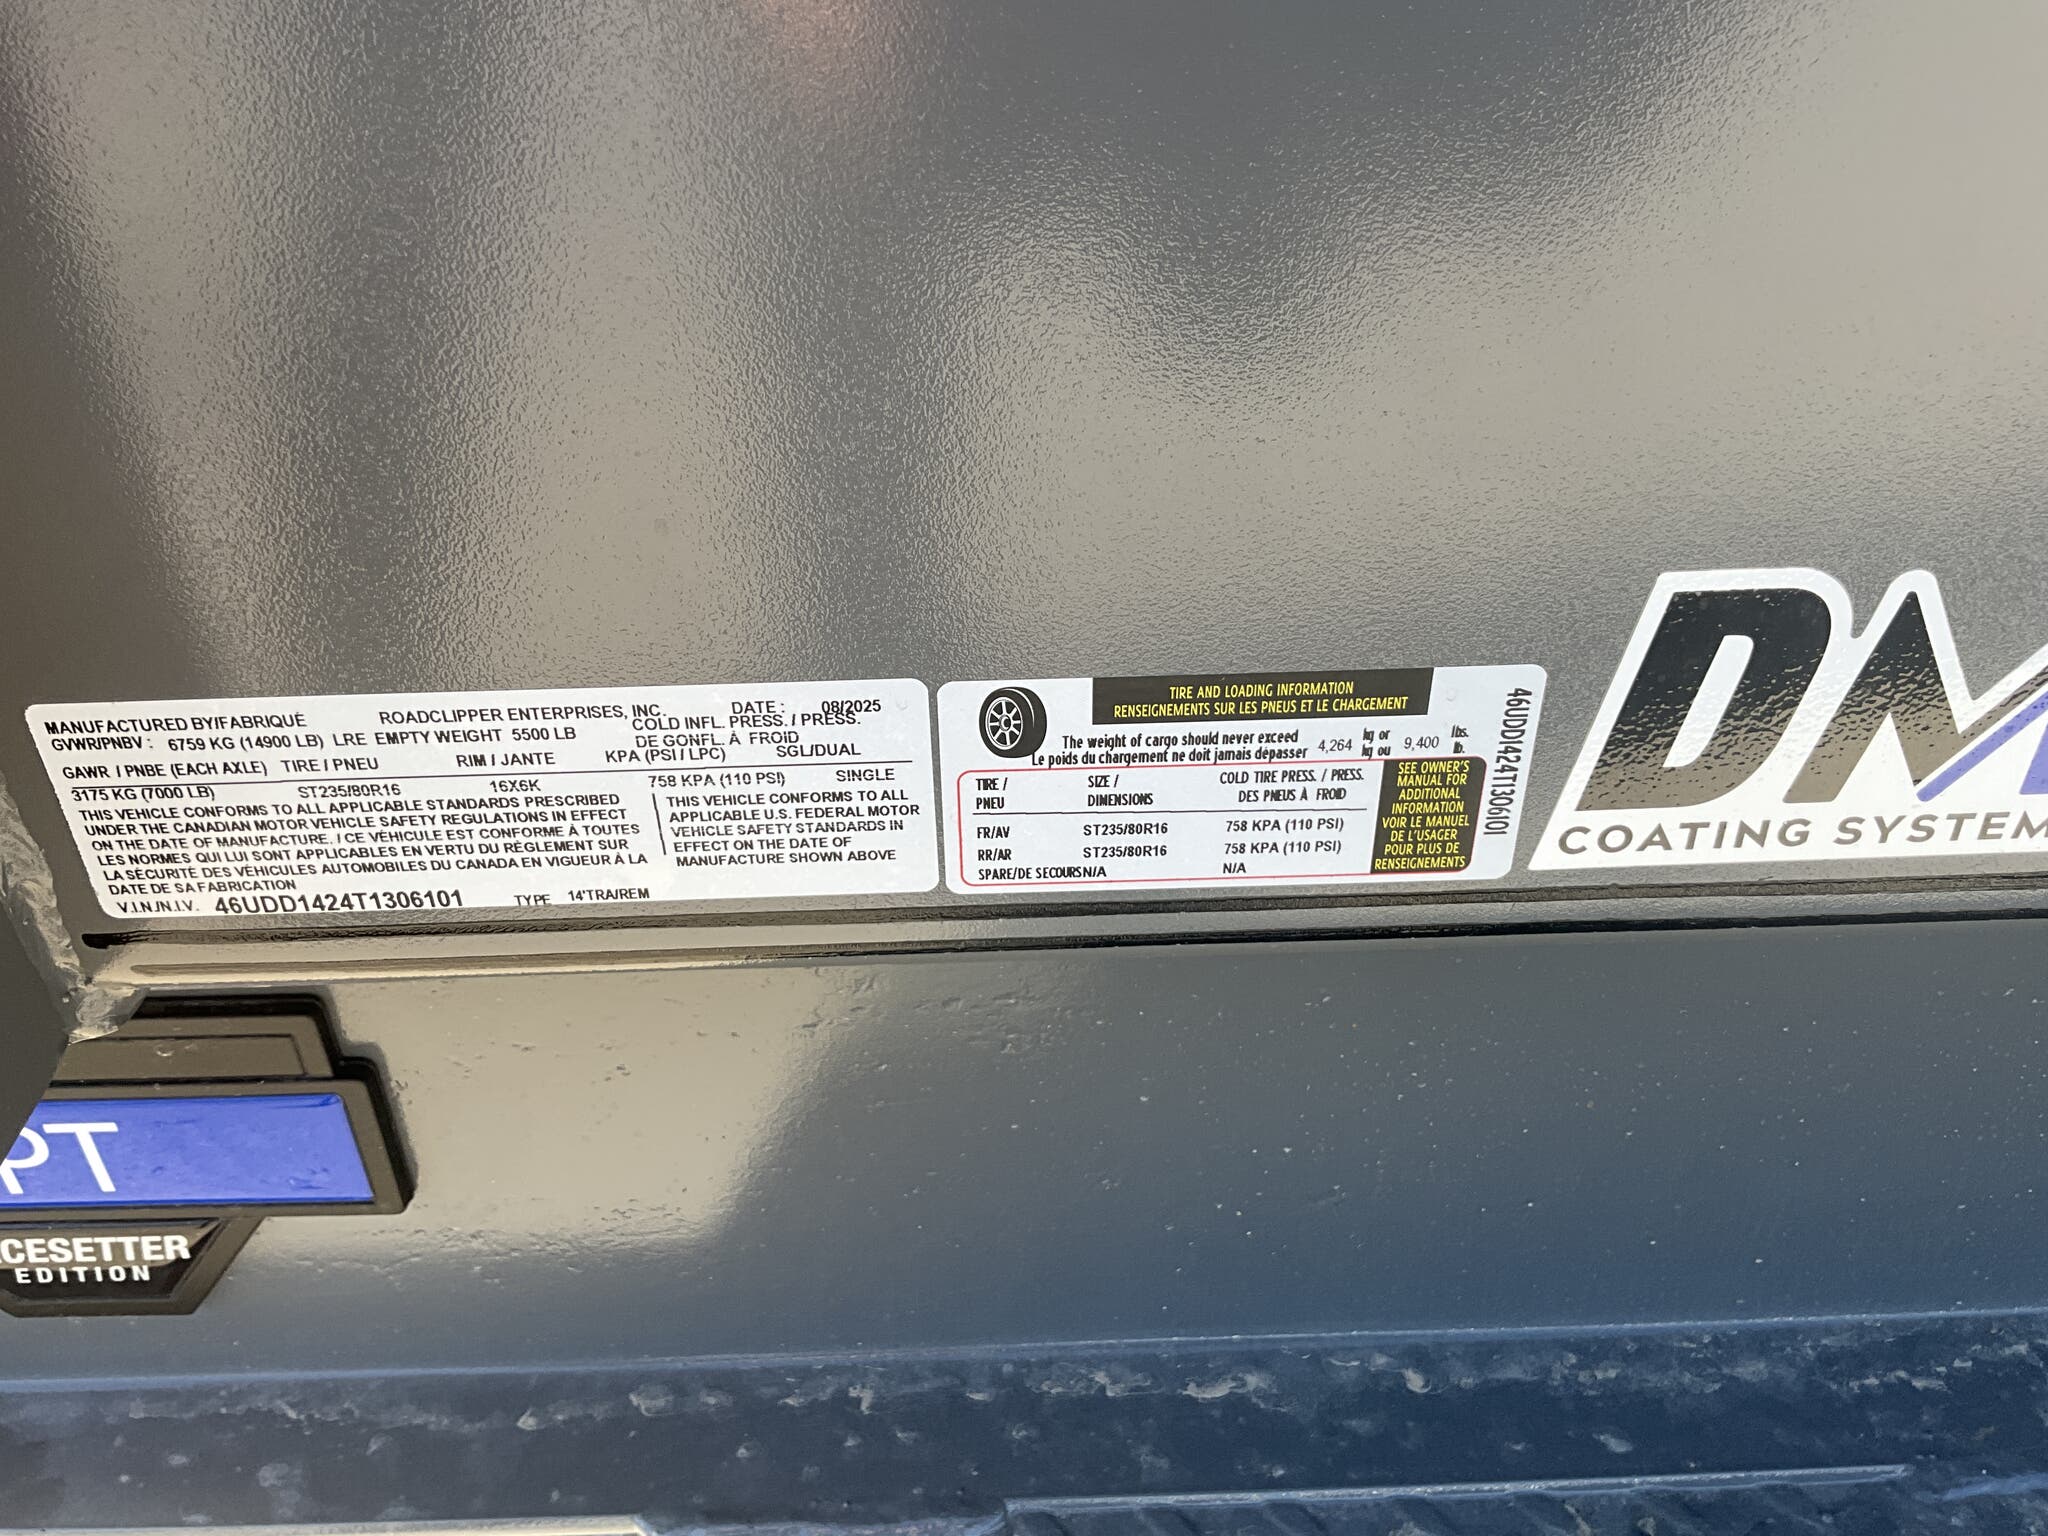 MANUFACTURED BY/FABRIQUÉ ROADCLIPPER ENTERPRISES, INC. DATE : 08/2025
GVWR/PNBV : 6759 KG (14900 LB) LRE EMPTY WEIGHT 5500 LB
COLD INFL. PRESS. / PRESS.
DE GONFL. À FROID
GAWR / PNBE (EACH AXLE) TIRE / PNEU RIM / JANTE KPA (PSI / LPC) SGL/DUAL
3175 KG (7000 LB) ST235/80R16 16X6K 758 KPA (110 PSI) SINGLE
THIS VEHICLE CONFORMS TO ALL APPLICABLE STANDARDS PRESCRIBED
UNDER THE CANADIAN MOTOR VEHICLE SAFETY REGULATIONS IN EFFECT
ON THE DATE OF MANUFACTURE. / CE VÉHICULE EST CONFORME À TOUTES
LES NORMES QUI LUI SONT APPLICABLES EN VERTU DU RÈGLEMENT SUR
LA SÉCURITÉ DES VÉHICULES AUTOMOBILES DU CANADA EN VIGUEUR À LA
DATE DE SA FABRICATION
THIS VEHICLE CONFORMS TO ALL
APPLICABLE U.S. FEDERAL MOTOR
VEHICLE SAFETY STANDARDS IN
EFFECT ON THE DATE OF
MANUFACTURE SHOWN ABOVE
V.I.N./N.I.V. 46UDD1424T1306101 TYPE 14'TRA/REM
TIRE AND LOADING INFORMATION
RENSEIGNEMENTS SUR LES PNEUS ET LE CHARGEMENT
The weight of cargo should never exceed 4,264 kg or 9,400 lbs.
Le poids du chargement ne doit jamais dépasser kg ou lb.
TIRE / SIZE / COLD TIRE PRESS. / PRESS.
PNEU DIMENSIONS DES PNEUS À FROID
FR/AV ST235/80R16 758 KPA (110 PSI)
RR/AR ST235/80R16 758 KPA (110 PSI)
SPARE/DE SECOURS N/A N/A
SEE OWNER'S
MANUAL FOR
ADDITIONAL
INFORMATION
VOIR LE MANUEL
DE L'USAGER
POUR PLUS DE
RENSEIGNEMENTS
46UDD1424T1306101
DM
COATING SYSTEM
PT
CESETTER
EDITION